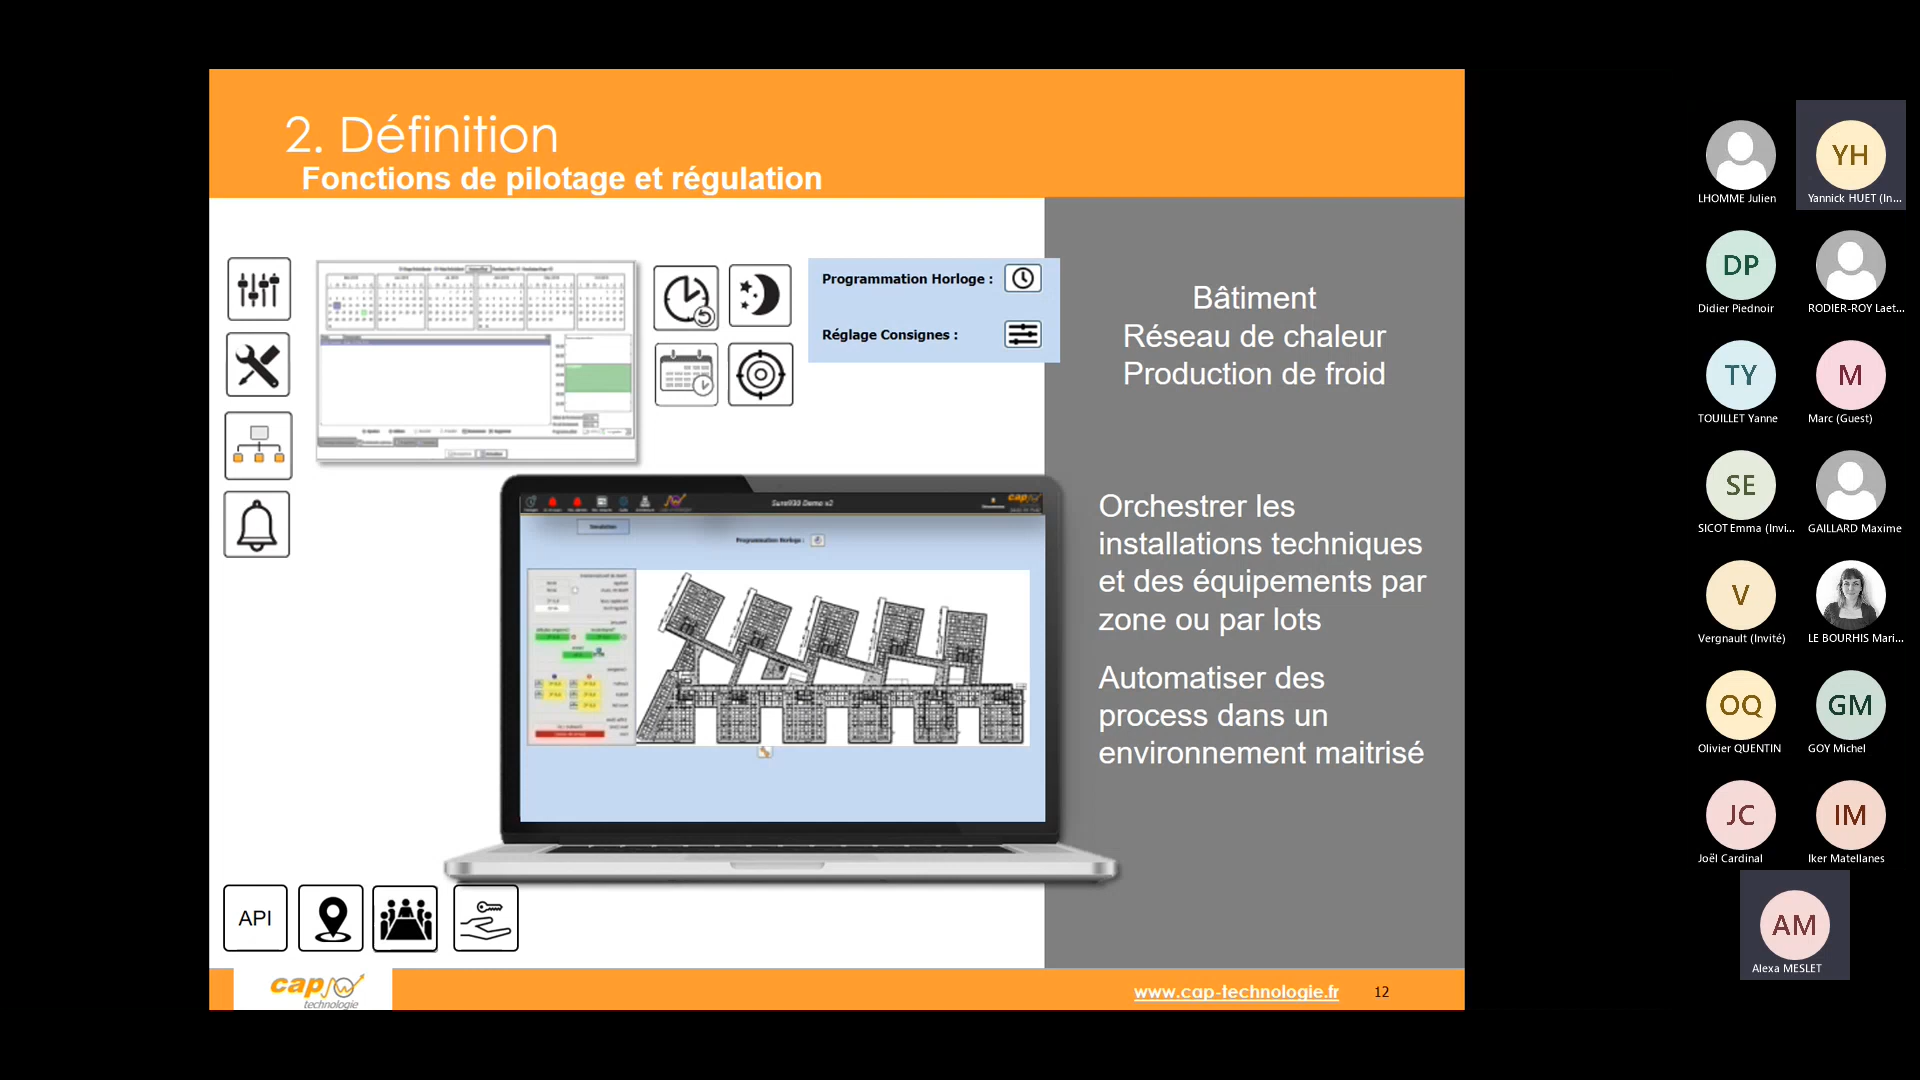 2. Définition
Fonctions de pilotage et régulation
Programmation Horloge :
Réglage Consignes :
Bâtiment
Réseau de chaleur
Production de froid
Programmation Horloge :
Orchestrer les
installations techniques
et des équipements par
zone ou par lots
Automatiser des
process dans un
environnement maitrisé
API
cap
technologie
www.cap-technologie.fr
12
LHOMME Julien
YH
Yannick HUET (In...
DP
Didier Piednoir
RODIER-ROY Laet...
TY
TOUILLET Yanne
M
Marc (Guest)
SE
SICOT Emma (Invi...
GAILLARD Maxime
V
Vergnault (Invité)
LE BOURHIS Mari...
OQ
Olivier QUENTIN
GM
GOY Michel
JC
Joël Cardinal
IM
Iker Matellanes
AM
Alexa MESLET